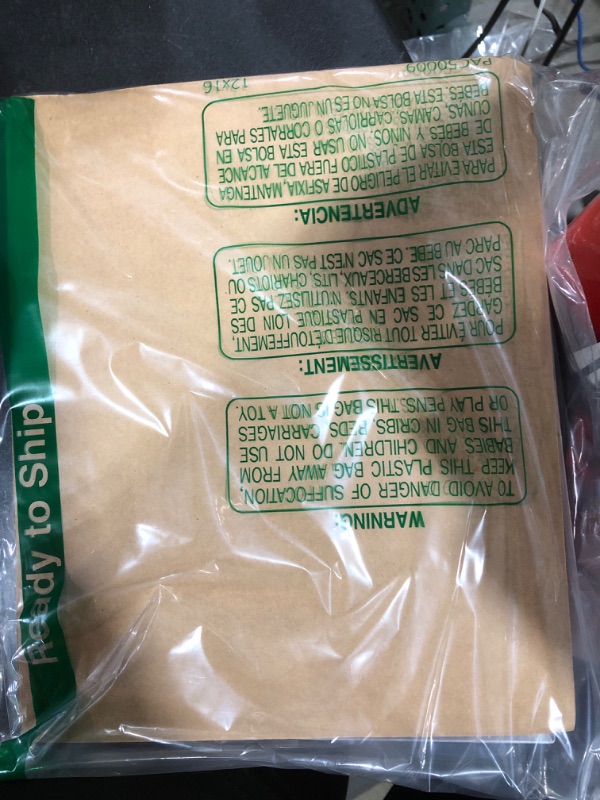 Ready to Ship
WARNING:
TO AVOID DANGER OF SUFFOCATION,
KEEP THIS PLASTIC BAG AWAY FROM
BABIES AND CHILDREN. DO NOT USE
THIS BAG IN CRIBS, BEDS, CARRIAGES
OR PLAY PENS. THIS BAG IS NOT A TOY.
AVERTISSEMENT:
POUR ÉVITER TOUT RISQUE D'ÉTOUFFEMENT,
GARDEZ CE SAC EN PLASTIQUE LOIN DES
BEBÉS ET LES ENFANTS. N'UTILISEZ PAS CE
SAC DANS LES BERCEAUX, LITS, CHARIOTS OU
PARC AU BEBE. CE SAC N'EST PAS UN JOUET.
ADVERTENCIA:
PARA EVITAR EL PELIGRO DE ASFIXIA, MANTENGA
ESTA BOLSA DE PLASTICO FUERA DEL ALCANCE
DE BEBÉS Y NIÑOS. NO USAR ESTA BOLSA EN
CUNAS, CAMAS, CARRIOLAS O CORRALES PARA
BEBÉS. ESTA BOLSA NO ES UN JUGUETE.
PAC50009 12x16